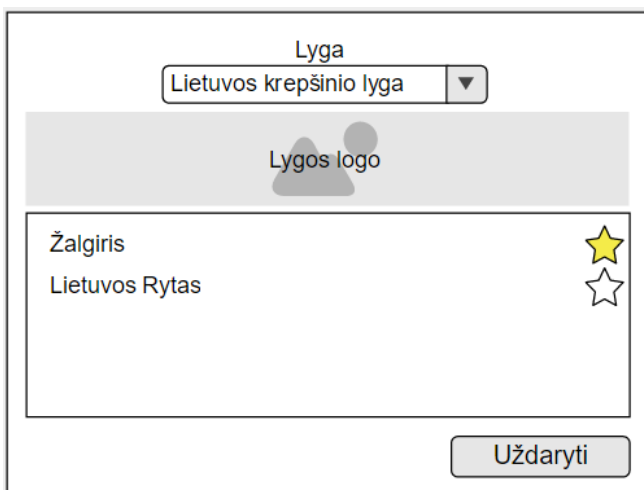 Lyga
Lietuvos krepšinio lyga
Lygos logo
Žalgiris
Lietuvos Rytas
Uždaryti